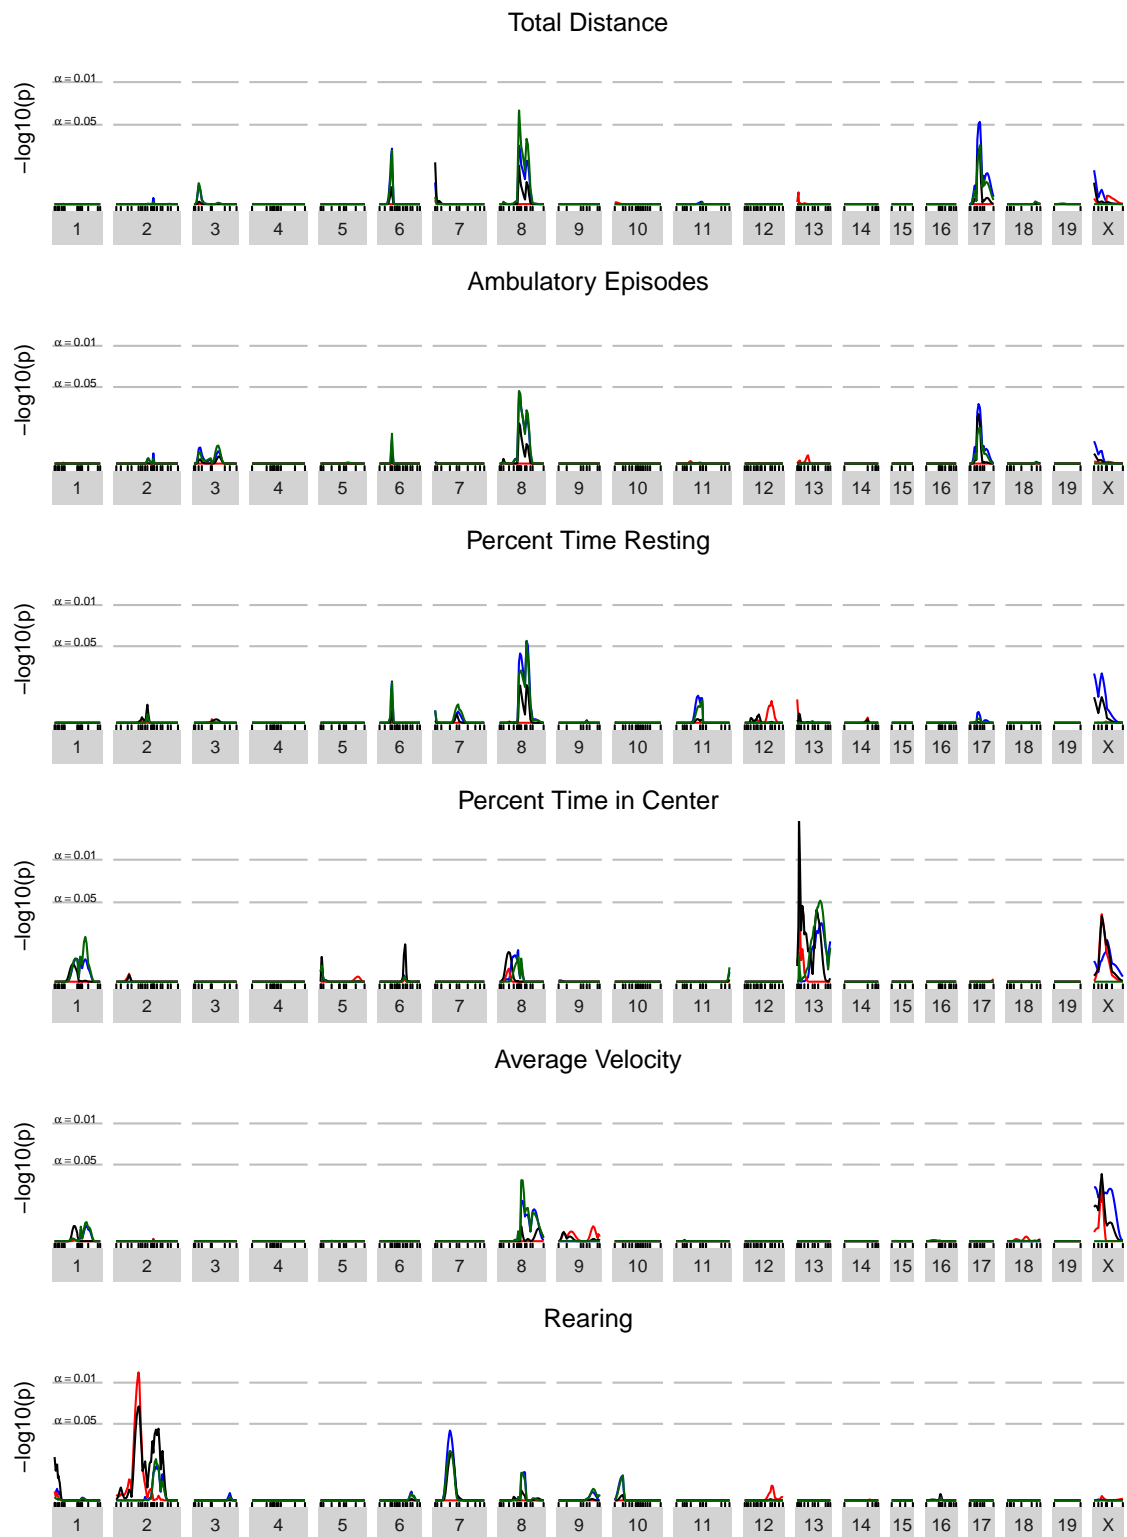 Total Distance
−log10(p)
α = 0.01
α = 0.05
1 2 3 4 5 6 7 8 9 10 11 12 13 14 15 16 17 18 19 X
Ambulatory Episodes
−log10(p)
α = 0.01
α = 0.05
1 2 3 4 5 6 7 8 9 10 11 12 13 14 15 16 17 18 19 X
Percent Time Resting
−log10(p)
α = 0.01
α = 0.05
1 2 3 4 5 6 7 8 9 10 11 12 13 14 15 16 17 18 19 X
Percent Time in Center
−log10(p)
α = 0.01
α = 0.05
1 2 3 4 5 6 7 8 9 10 11 12 13 14 15 16 17 18 19 X
Average Velocity
−log10(p)
α = 0.01
α = 0.05
1 2 3 4 5 6 7 8 9 10 11 12 13 14 15 16 17 18 19 X
Rearing
−log10(p)
α = 0.01
α = 0.05
1 2 3 4 5 6 7 8 9 10 11 12 13 14 15 16 17 18 19 X